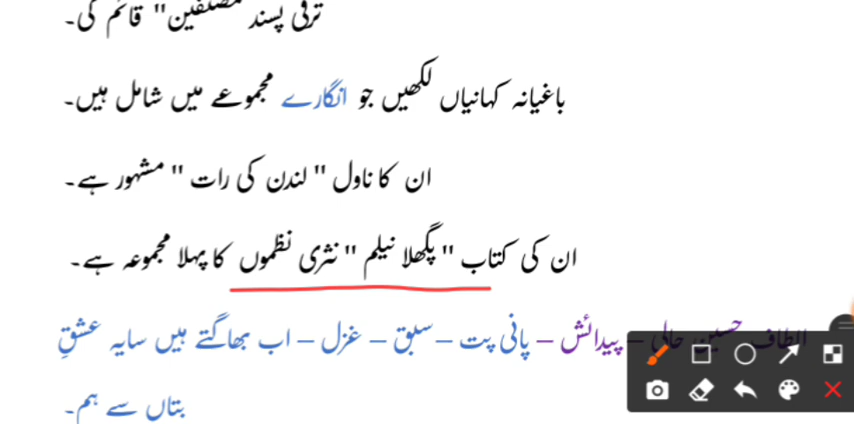 ترقی پسند مصنفین" قائم کی۔
باغیانہ کہانیاں لکھیں جو انگارے مجموعے میں شامل ہیں۔
ان کا ناول " لندن کی رات " مشہور ہے۔
ان کی کتاب " پگھلا نیلم " نثری نظموں کا پہلا مجموعہ ہے۔
الطاف حسین حالی – پیدائش – پانی پت – سبق – غزل – اب بھاگتے ہیں سایہ عشقِ
بتاں سے ہم۔